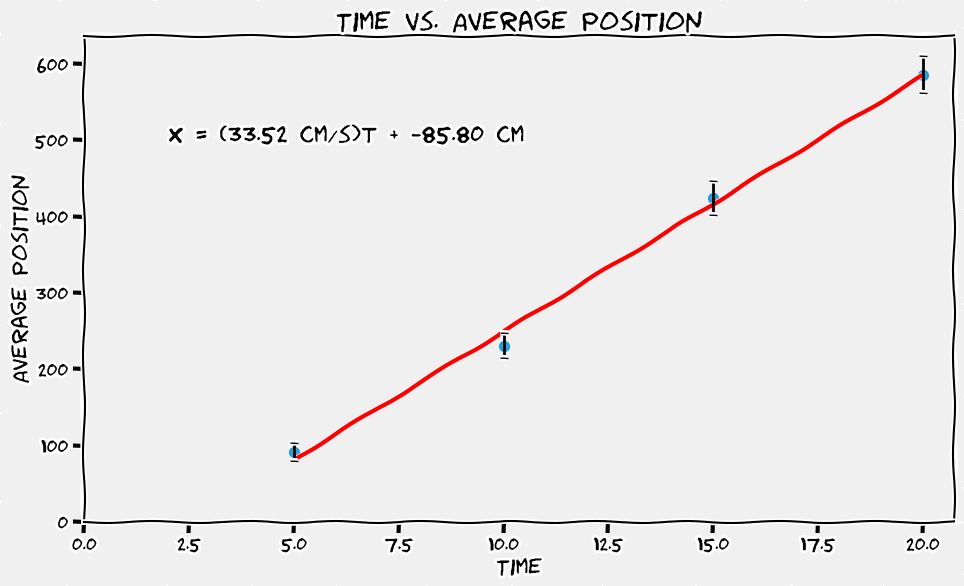 TIME VS. AVERAGE POSITION
600
500
400
300
200
100
0
X = (33.52 CM/S)T + -85.80 CM
AVERAGE POSITION
0.0 2.5 5.0 7.5 10.0 12.5 15.0 17.5 20.0
TIME